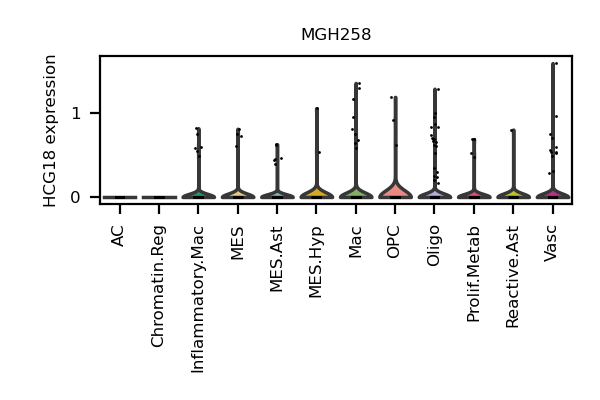 MGH258
HCG18 expression
1
0
AC
Chromatin.Reg
Inflammatory.Mac
MES
MES.Ast
MES.Hyp
Mac
OPC
Oligo
Prolif.Metab
Reactive.Ast
Vasc